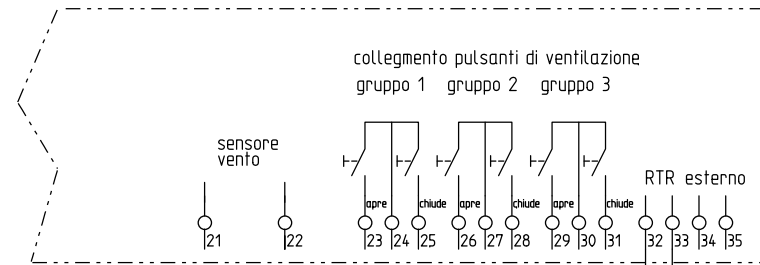 collegmento pulsanti di ventilazione
gruppo 1 gruppo 2 gruppo 3
sensore
vento
RTR esterno
apre chiude apre chiude apre chiude
21 22 23 24 25 26 27 28 29 30 31 32 33 34 35